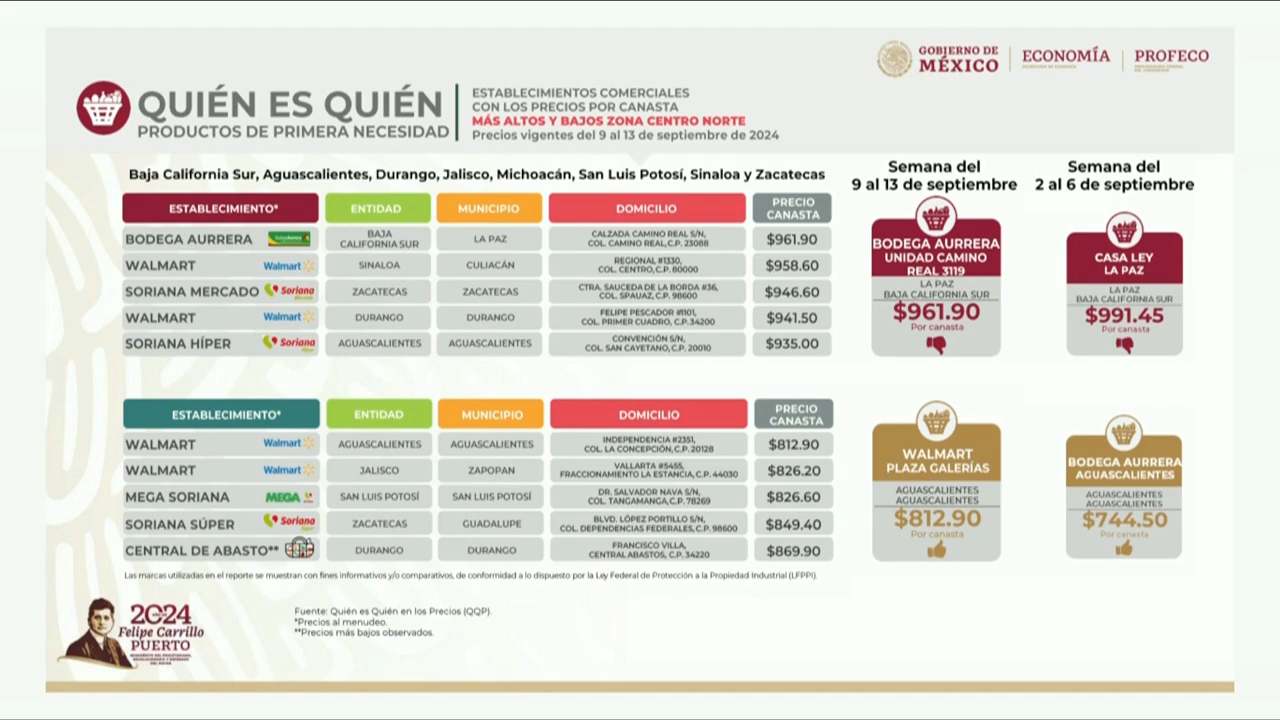 GOBIERNO DE
MÉXICO
ECONOMÍA
PROFECO
QUIÉN ES QUIÉN
PRODUCTOS DE PRIMERA NECESIDAD
ESTABLECIMIENTOS COMERCIALES
CON LOS PRECIOS POR CANASTA
MÁS ALTOS Y BAJOS ZONA CENTRO NORTE
Precios vigentes del 9 al 13 de septiembre de 2024
Baja California Sur, Aguascalientes, Durango, Jalisco, Michoacán, San Luis Potosí, Sinaloa y Zacatecas
ESTABLECIMIENTO* ENTIDAD MUNICIPIO DOMICILIO PRECIO CANASTA
BODEGA AURRERA BAJA CALIFORNIA SUR LA PAZ CALZADA CAMINO REAL S/N, COL. CAMINO REAL, C.P. 23088 $961.90
WALMART Walmart SINALOA CULIACÁN REGIONAL #1330, COL. CENTRO, C.P. 80000 $958.60
SORIANA MERCADO Soriana ZACATECAS ZACATECAS CTRA. SAUCEDA DE LA BORDA #36, COL. SPAUAZ, C.P. 98600 $946.60
WALMART Walmart DURANGO DURANGO FELIPE PESCADOR #1101, COL. PRIMER CUADRO, C.P. 34200 $941.50
SORIANA HÍPER Soriana AGUASCALIENTES AGUASCALIENTES CONVENCIÓN S/N, COL. SAN CAYETANO, C.P. 20010 $935.00
Semana del
9 al 13 de septiembre
BODEGA AURRERA
UNIDAD CAMINO
REAL 3119
LA PAZ
BAJA CALIFORNIA SUR
$961.90
Por canasta
Semana del
2 al 6 de septiembre
CASA LEY
LA PAZ
LA PAZ
BAJA CALIFORNIA SUR
$991.45
Por canasta
ESTABLECIMIENTO* ENTIDAD MUNICIPIO DOMICILIO PRECIO CANASTA
WALMART Walmart AGUASCALIENTES AGUASCALIENTES INDEPENDENCIA #2351, COL. LA CONCEPCIÓN, C.P. 20128 $812.90
WALMART Walmart JALISCO ZAPOPAN VALLARTA #5455, FRACCIONAMIENTO LA ESTANCIA, C.P. 44030 $826.20
MEGA SORIANA MEGA SAN LUIS POTOSÍ SAN LUIS POTOSÍ DR. SALVADOR NAVA S/N, COL. TANGAMANGA, C.P. 78269 $826.60
SORIANA SÚPER Soriana ZACATECAS GUADALUPE BLVD. LÓPEZ PORTILLO S/N, COL. DEPENDENCIAS FEDERALES, C.P. 98600 $849.40
CENTRAL DE ABASTO** DURANGO DURANGO FRANCISCO VILLA, CENTRAL ABASTOS, C.P. 34220 $869.90
WALMART
PLAZA GALERÍAS
AGUASCALIENTES
AGUASCALIENTES
$812.90
Por canasta
BODEGA AURRERA
AGUASCALIENTES
AGUASCALIENTES
AGUASCALIENTES
$744.50
Por canasta
Las marcas utilizadas en el reporte se muestran con fines informativos y/o comparativos, de conformidad a lo dispuesto por la Ley Federal de Protección a la Propiedad Industrial (LFPPI).
2024
Felipe Carrillo
PUERTO
Fuente: Quién es Quién en los Precios (QQP).
*Precios al menudeo.
**Precios más bajos observados.